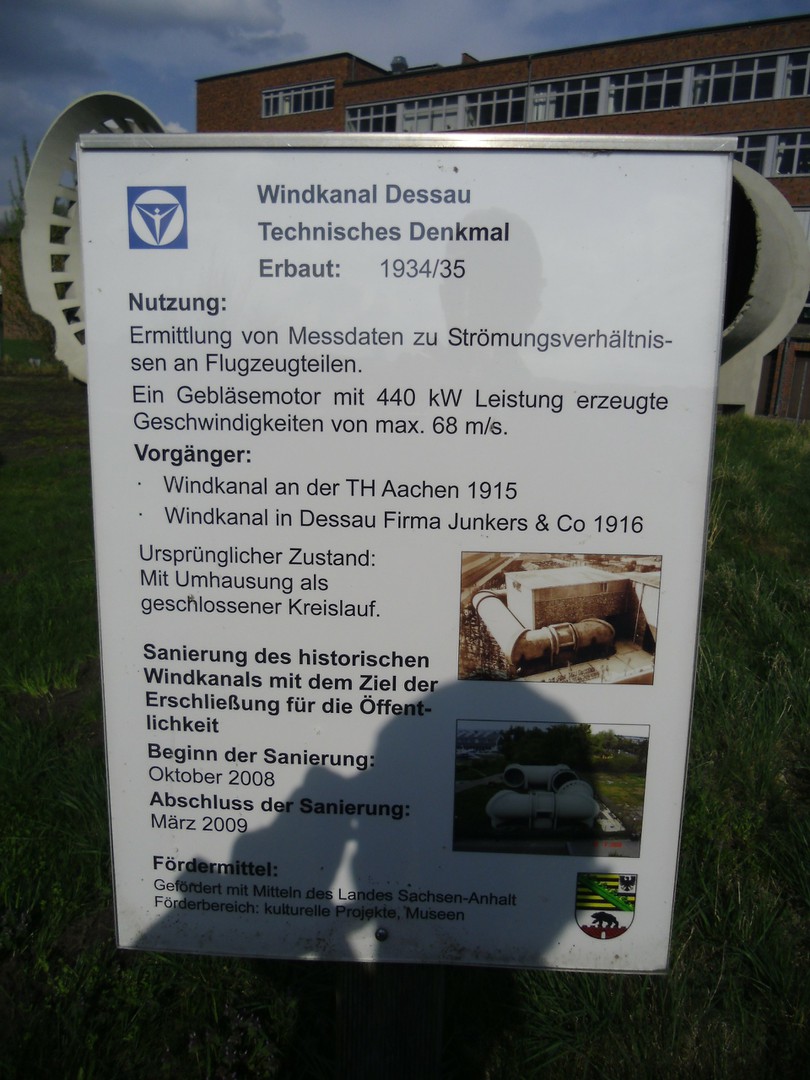 Windkanal Dessau
Technisches Denkmal
Erbaut: 1934/35
Nutzung:
Ermittlung von Messdaten zu Strömungsverhältnis-
sen an Flugzeugteilen.
Ein Gebläsemotor mit 440 kW Leistung erzeugte
Geschwindigkeiten von max. 68 m/s.
Vorgänger:
· Windkanal an der TH Aachen 1915
· Windkanal in Dessau Firma Junkers & Co 1916
Ursprünglicher Zustand:
Mit Umhausung als
geschlossener Kreislauf.
Sanierung des historischen
Windkanals mit dem Ziel der
Erschließung für die Öffent-
lichkeit
Beginn der Sanierung:
Oktober 2008
Abschluss der Sanierung:
März 2009
Fördermittel:
Gefördert mit Mitteln des Landes Sachsen-Anhalt
Förderbereich: kulturelle Projekte, Museen